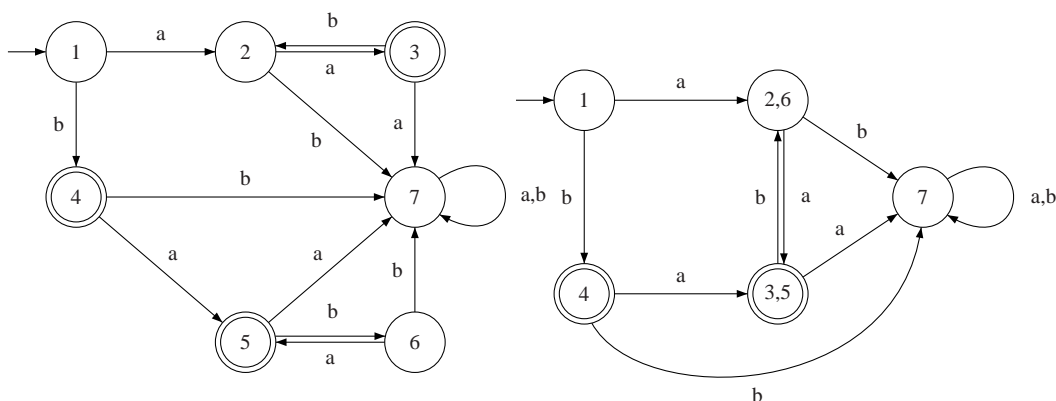 b
1 a 2 a 3
b b a
4 b 7 a,b
a a b
5 b 6
a
1 a 2,6
b
b b a 7 a,b
a
4 a 3,5
b